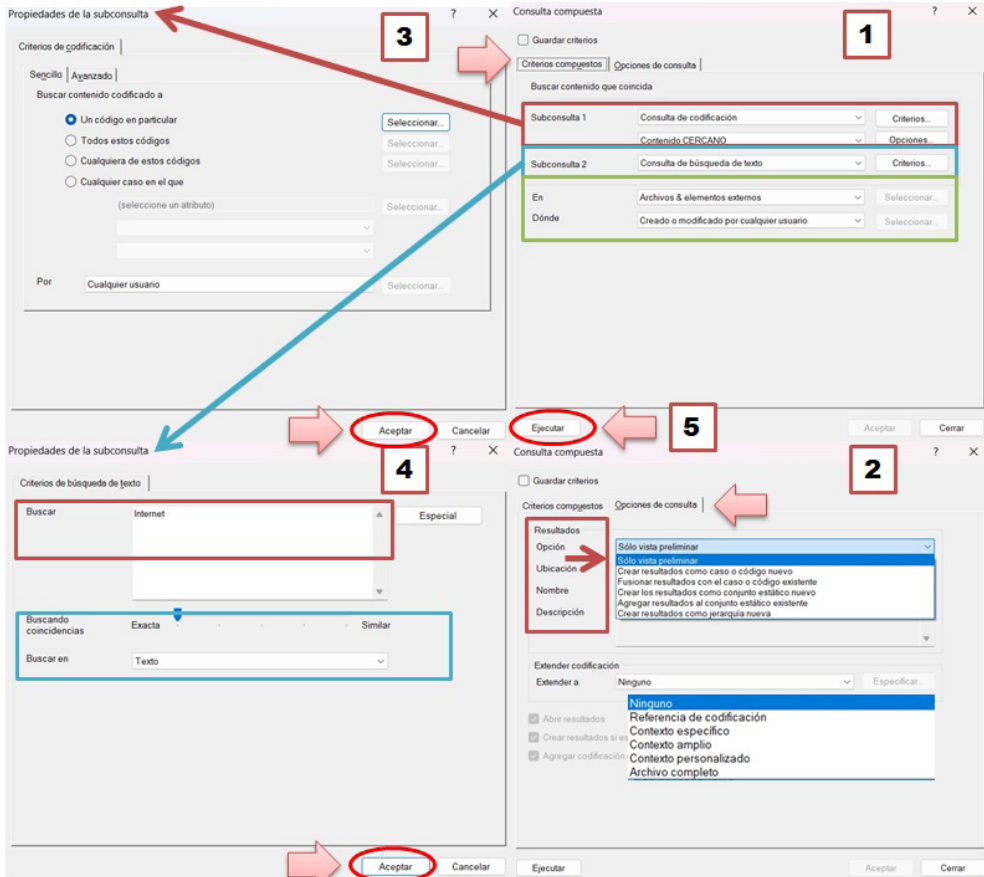 Propiedades de la subconsulta ? ×
3
Criterios de codificación
Sencillo Avanzado
Buscar contenido codificado a
Un código en particular Seleccionar...
Todos estos códigos Seleccionar...
Cualquiera de estos códigos Seleccionar...
Cualquier caso en el que
(seleccione un atributo) Seleccionar...
Por Cualquier usuario Seleccionar...
Aceptar Cancelar
Consulta compuesta ? ×
1
Guardar criterios
Criterios compuestos Opciones de consulta
Buscar contenido que coincida
Subconsulta 1 Consulta de codificación Criterios...
Contenido CERCANO Opciones...
Subconsulta 2 Consulta de búsqueda de texto Criterios...
En Archivos & elementos externos Seleccionar...
Dónde Creado o modificado por cualquier usuario Seleccionar...
Ejecutar 5 Aceptar Cerrar
Propiedades de la subconsulta ? ×
4
Criterios de búsqueda de texto
Buscar Internet Especial
Buscando
coincidencias Exacta Similar
Buscar en Texto
Aceptar Cancelar
Consulta compuesta ? ×
2
Guardar criterios
Criterios compuestos Opciones de consulta
Resultados
Opción Sólo vista preliminar
Sólo vista preliminar
Ubicación Crear resultados como caso o código nuevo
Fusionar resultados con el caso o código existente
Nombre Crear los resultados como conjunto estático nuevo
Agregar resultados al conjunto estático existente
Descripción Crear resultados como jerarquía nueva
Extender codificación
Extender a Ninguno Especificar...
Ninguno
Abrir resultados Referencia de codificación
Contexto específico
Crear resultados si es
Contexto amplio
Agregar codificación Contexto personalizado
Archivo completo
Ejecutar Aceptar Cerrar